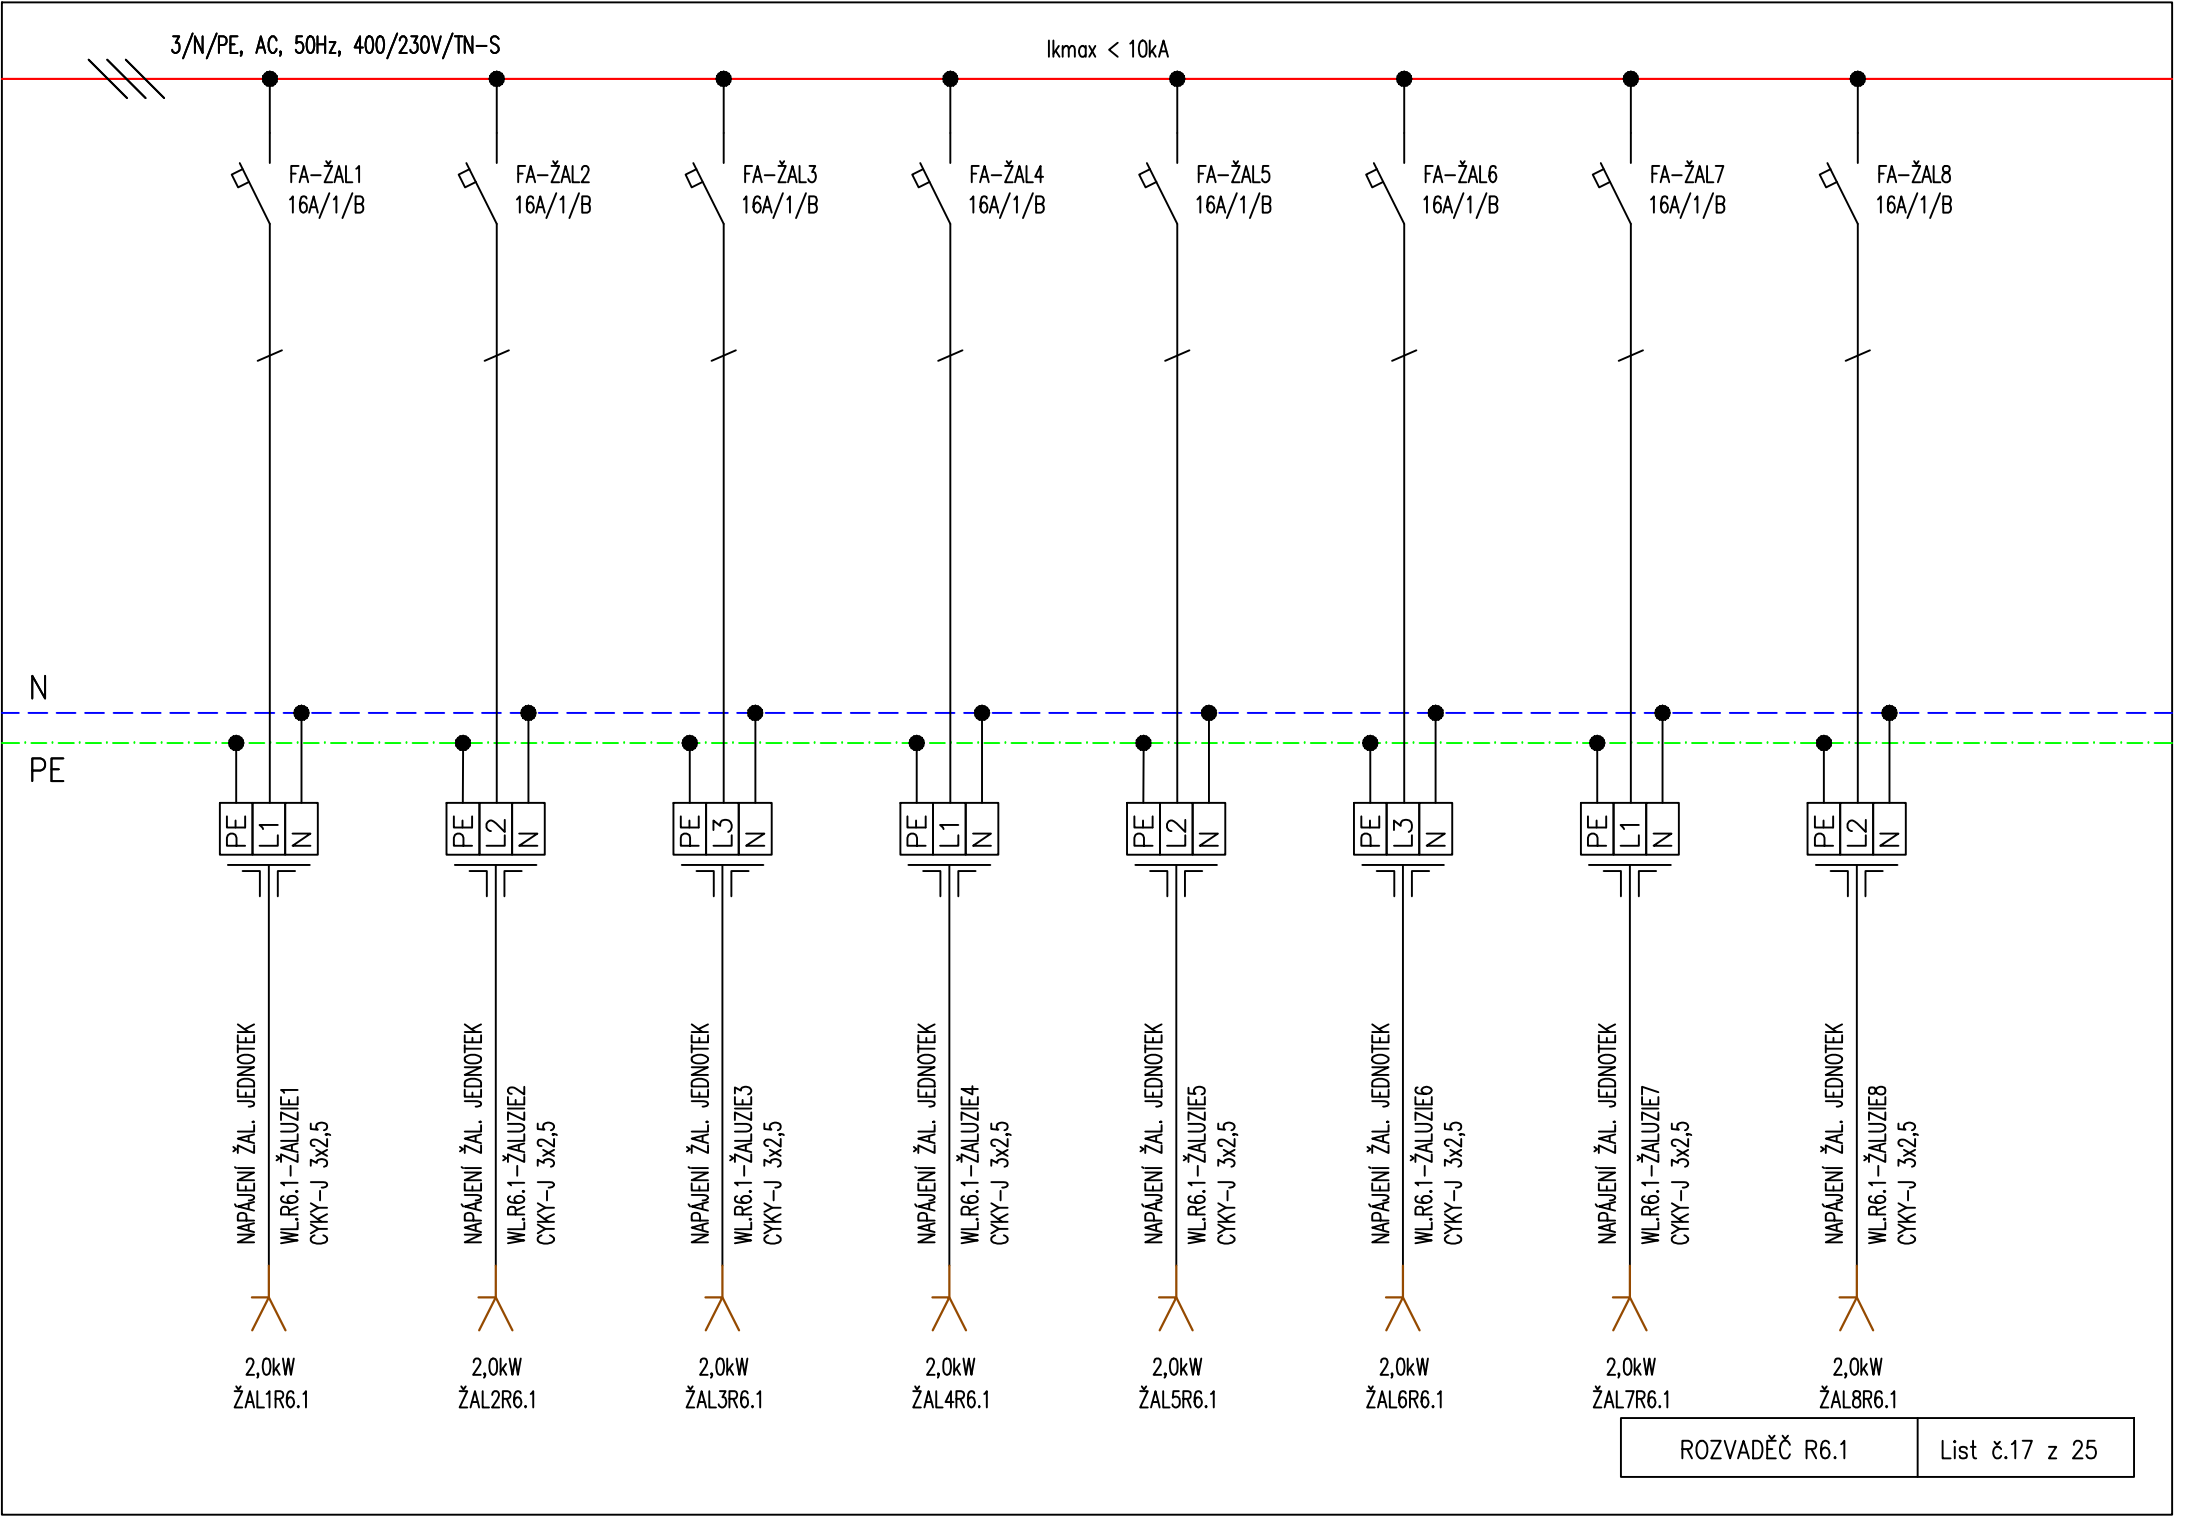 3/N/PE, AC, 50Hz, 400/230V/TN-S
Ikmax < 10kA
FA-ŽAL1
16A/1/B
FA-ŽAL2
16A/1/B
FA-ŽAL3
16A/1/B
FA-ŽAL4
16A/1/B
FA-ŽAL5
16A/1/B
FA-ŽAL6
16A/1/B
FA-ŽAL7
16A/1/B
FA-ŽAL8
16A/1/B
N
PE
PE
L1
N
PE
L2
N
PE
L3
N
PE
L1
N
PE
L2
N
PE
L3
N
PE
L1
N
PE
L2
N
NAPÁJENÍ ŽAL. JEDNOTEK
WL.R6.1-ŽALUZIE1
CYKY-J 3x2,5
NAPÁJENÍ ŽAL. JEDNOTEK
WL.R6.1-ŽALUZIE2
CYKY-J 3x2,5
NAPÁJENÍ ŽAL. JEDNOTEK
WL.R6.1-ŽALUZIE3
CYKY-J 3x2,5
NAPÁJENÍ ŽAL. JEDNOTEK
WL.R6.1-ŽALUZIE4
CYKY-J 3x2,5
NAPÁJENÍ ŽAL. JEDNOTEK
WL.R6.1-ŽALUZIE5
CYKY-J 3x2,5
NAPÁJENÍ ŽAL. JEDNOTEK
WL.R6.1-ŽALUZIE6
CYKY-J 3x2,5
NAPÁJENÍ ŽAL. JEDNOTEK
WL.R6.1-ŽALUZIE7
CYKY-J 3x2,5
NAPÁJENÍ ŽAL. JEDNOTEK
WL.R6.1-ŽALUZIE8
CYKY-J 3x2,5
2,0kW
ŽAL1R6.1
2,0kW
ŽAL2R6.1
2,0kW
ŽAL3R6.1
2,0kW
ŽAL4R6.1
2,0kW
ŽAL5R6.1
2,0kW
ŽAL6R6.1
2,0kW
ŽAL7R6.1
2,0kW
ŽAL8R6.1
ROZVADĚČ R6.1
List č.17 z 25